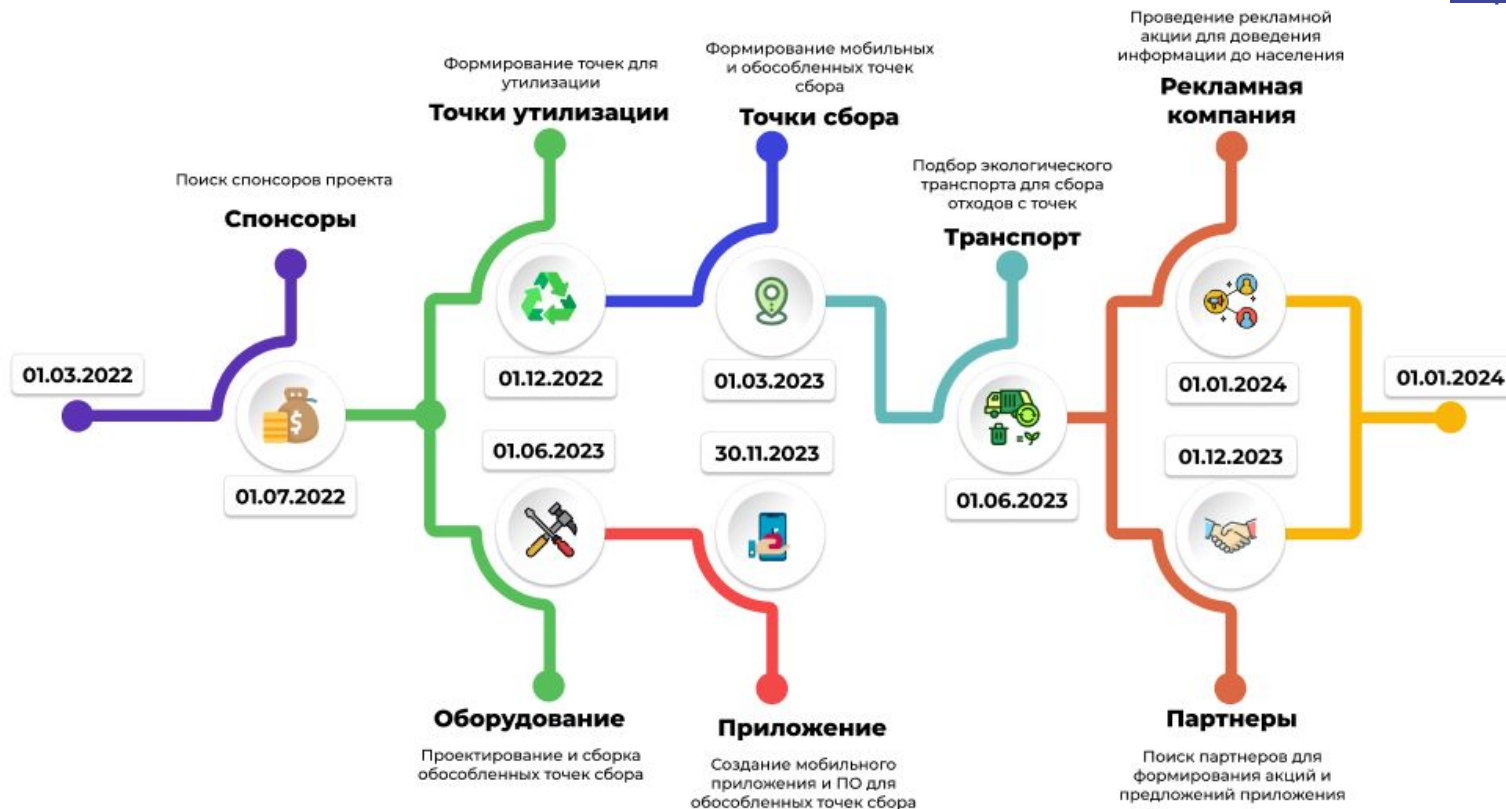 Проведение рекламной
акции для доведения
информации до населения
Рекламная
компания
Формирование мобильных
и обособленных точек
сбора
Точки сбора
Формирование точек для
утилизации
Точки утилизации
Подбор экологического
транспорта для сбора
отходов с точек
Транспорт
Поиск спонсоров проекта
Спонсоры
01.03.2022
01.12.2022
01.03.2023
01.01.2024
01.01.2024
01.06.2023
30.11.2023
01.12.2023
01.07.2022
01.06.2023
$
Оборудование
Проектирование и сборка
обособленных точек сбора
Приложение
Создание мобильного
приложения и ПО для
обособленных точек сбора
Партнеры
Поиск партнеров для
формирования акций и
предложений приложения